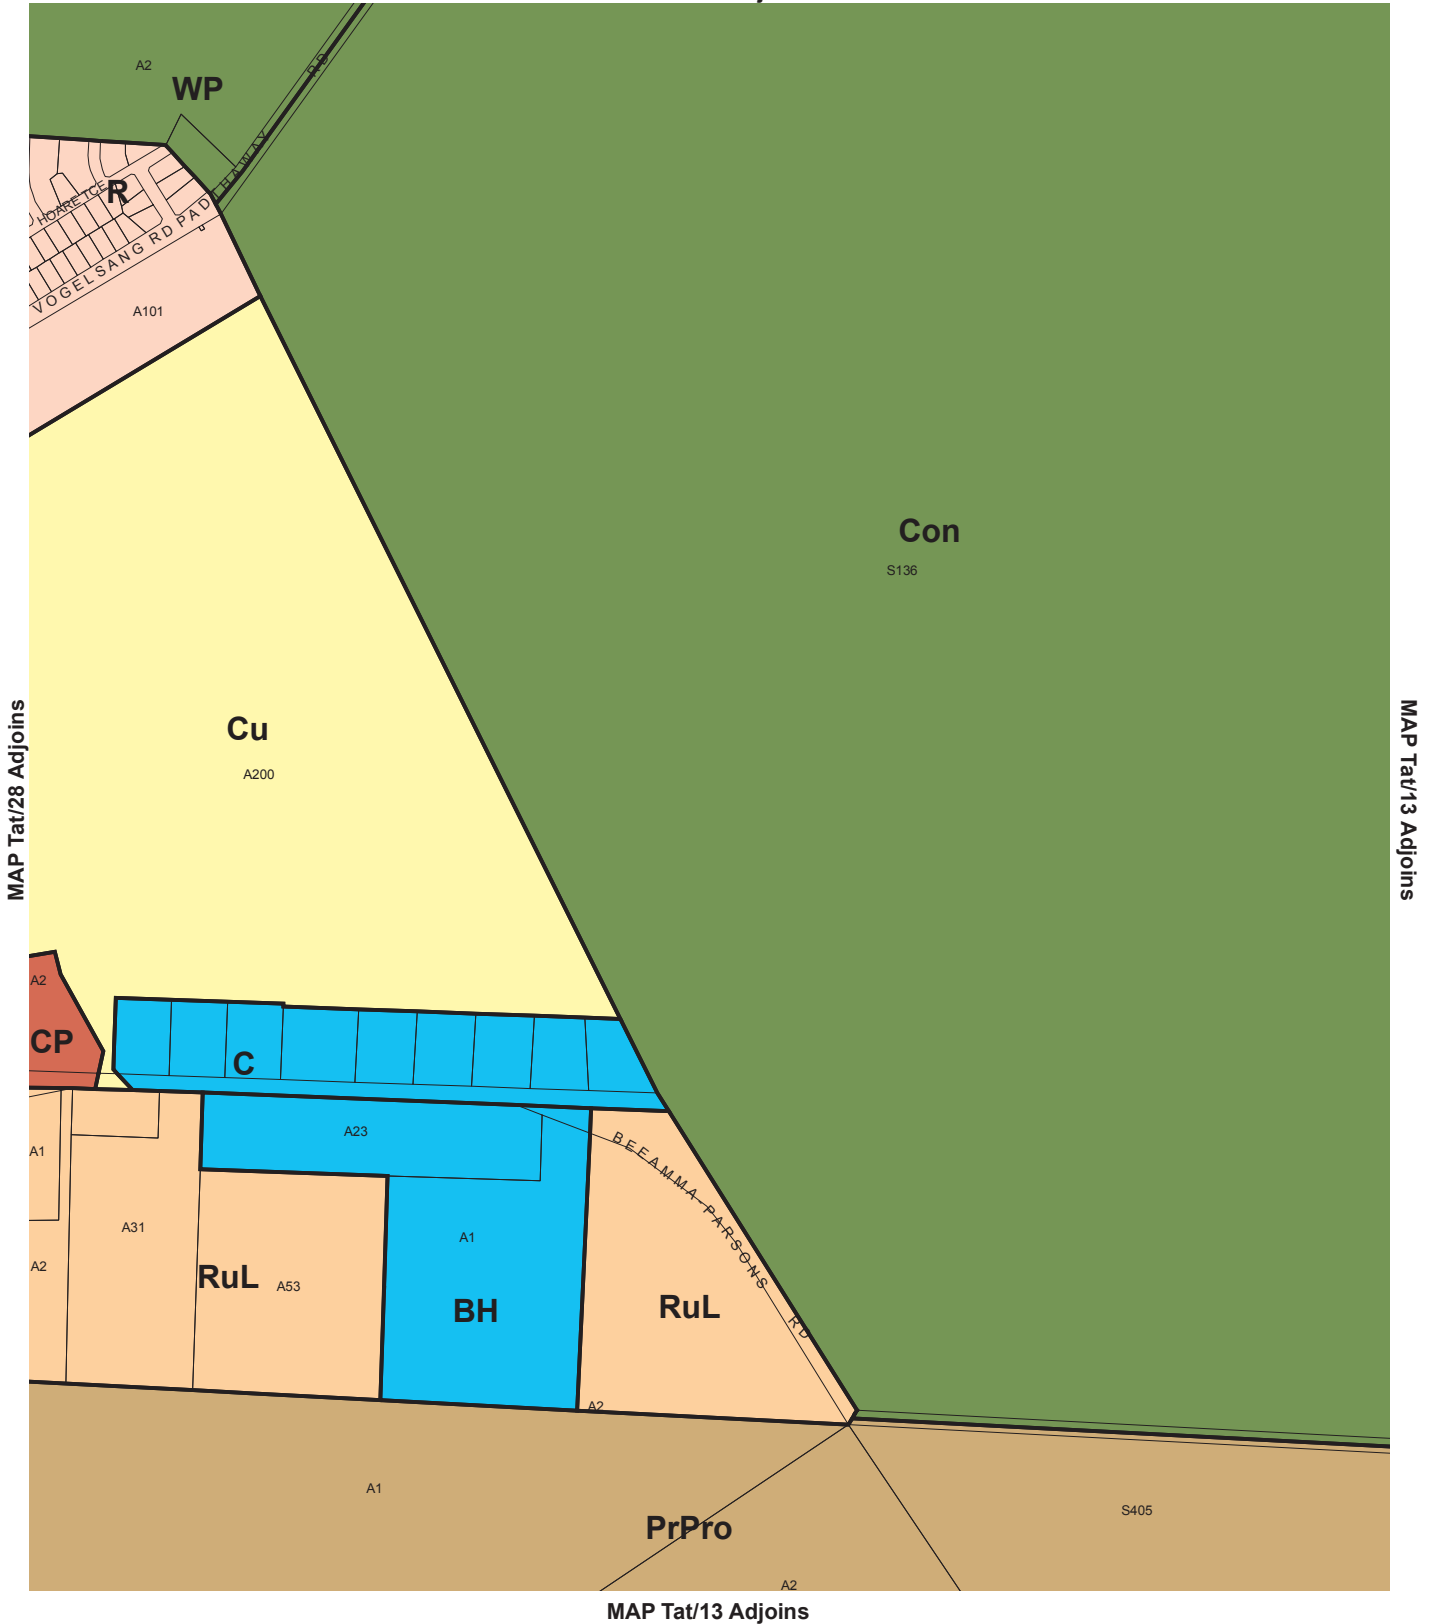 A2
WP
RD
HOARE TCE
R
VOGELSANG RD PADTHAWAY
A101
Con
S136
Cu
A200
MAP Tat/28 Adjoins
MAP Tat/13 Adjoins
A2
CP
C
A23
BEEAMMA-PARSONS RD
A1
A31
A1
A2
RuL
A53
BH
RuL
A2
A1
PrPro
S405
A2
MAP Tat/13 Adjoins